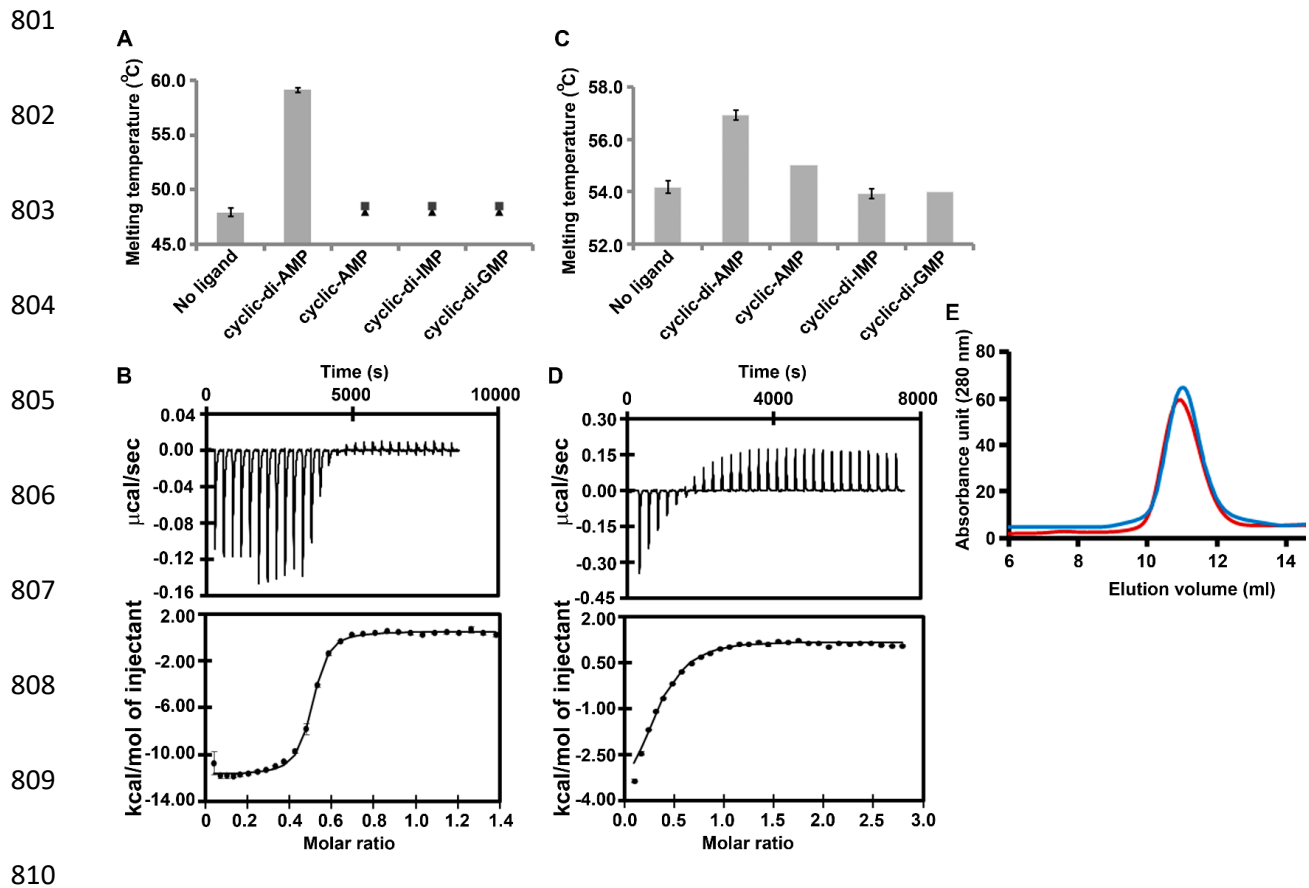 801
802
803
804
805
806
807
808
809
810
A
Melting temperature (°C)
60.0
55.0
50.0
45.0
No ligand
cyclic-di-AMP
cyclic-AMP
cyclic-di-IMP
cyclic-di-GMP
C
Melting temperature (°C)
58.0
56.0
54.0
52.0
No ligand
cyclic-di-AMP
cyclic-AMP
cyclic-di-IMP
cyclic-di-GMP
B
Time (s)
0 5000 10000
µcal/sec
0.04
0.00
-0.04
-0.08
-0.12
-0.16
kcal/mol of injectant
2.00
-2.00
-6.00
-10.00
-14.00
0 0.2 0.4 0.6 0.8 1.0 1.2 1.4
Molar ratio
D
Time (s)
0 4000 8000
µcal/sec
0.30
0.15
0.00
-0.15
-0.30
-0.45
kcal/mol of injectant
0.50
-1.00
-2.50
-4.00
0.0 0.5 1.0 1.5 2.0 2.5 3.0
Molar ratio
E
Absorbance unit (280 nm)
80
60
40
20
0
6 8 10 12 14
Elution volume (ml)